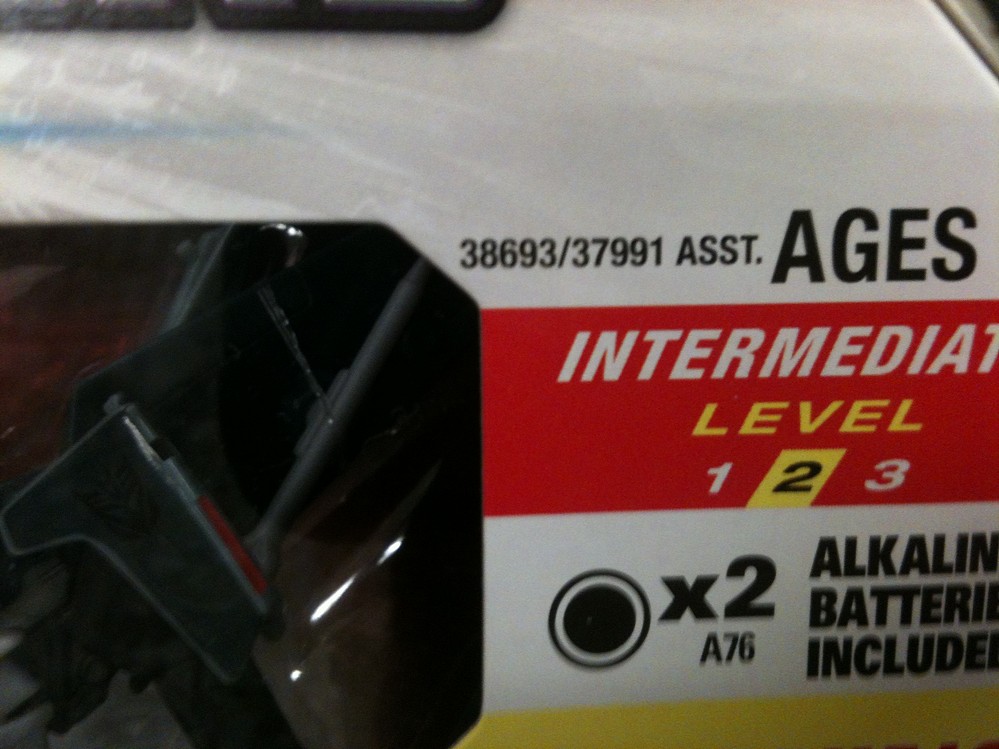 38693/37991 ASST. AGES
INTERMEDIAT
LEVEL
1 2 3
x2
A76
ALKALIN
BATTERIE
INCLUDE